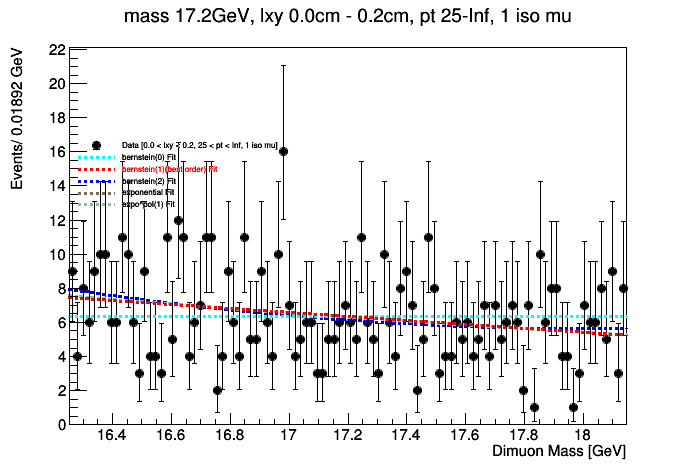 mass 17.2GeV, lxy 0.0cm - 0.2cm, pt 25-Inf, 1 iso mu
Events/ 0.01892 GeV
22
20
18
16
14
12
10
8
6
4
2
0
Data [0.0 < lxy < 0.2, 25 < pt < Inf, 1 iso mu]
bernstein(0) Fit
bernstein(1)(best order) Fit
bernstein(2) Fit
exponential Fit
Fit
16.4 16.6 16.8 17 17.2 17.4 17.6 17.8 18
Dimuon Mass [GeV]